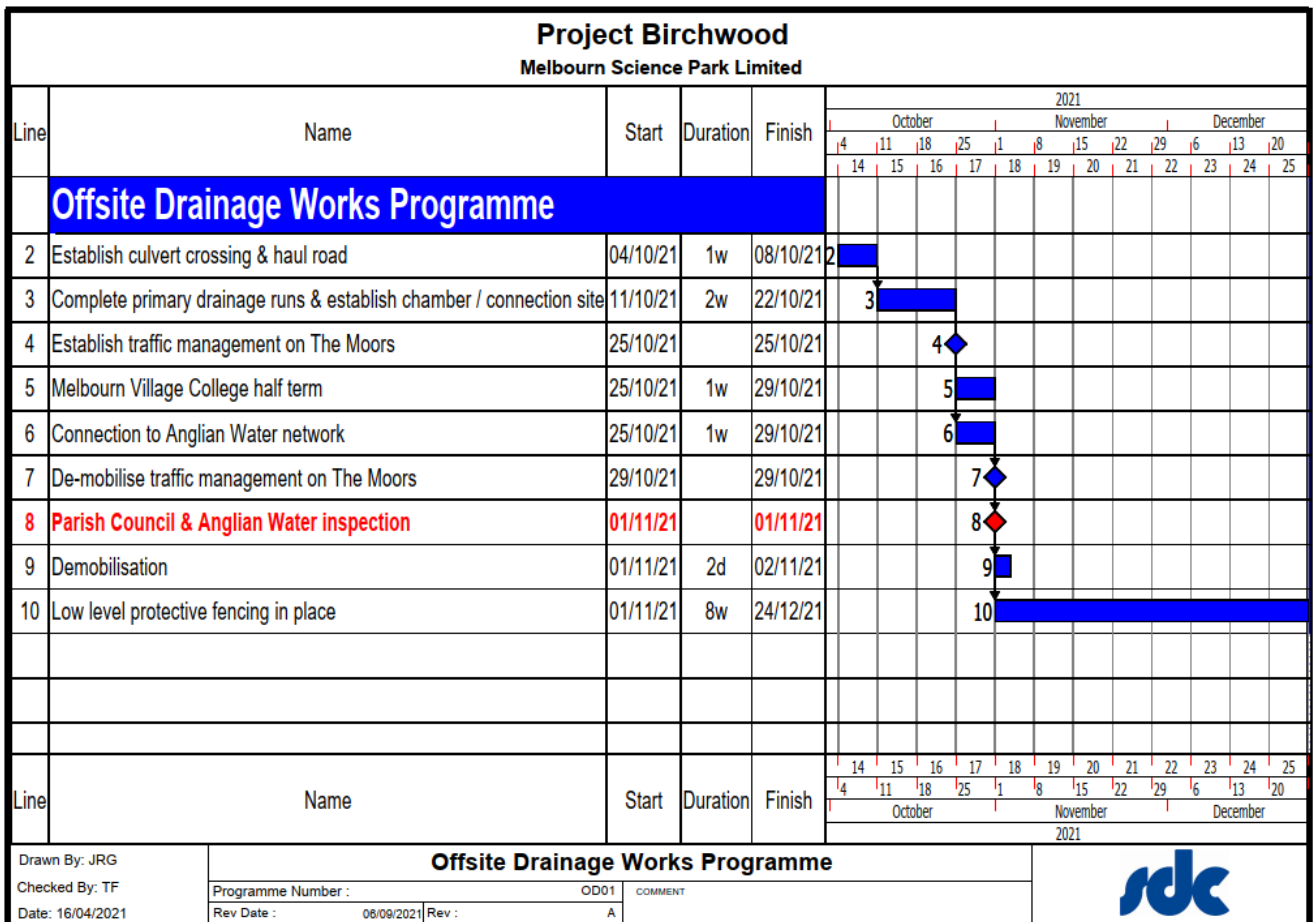 Project Birchwood
Melbourn Science Park Limited
2021
October November December
Line Name Start Duration Finish
4 11 18 25 1 8 15 22 29 6 13 20
14 15 16 17 18 19 20 21 22 23 24 25
Offsite Drainage Works Programme
2 Establish culvert crossing & haul road 04/10/21 1w 08/10/21 2
3 Complete primary drainage runs & establish chamber / connection site 11/10/21 2w 22/10/21 3
4 Establish traffic management on The Moors 25/10/21 25/10/21 4
5 Melbourn Village College half term 25/10/21 1w 29/10/21 5
6 Connection to Anglian Water network 25/10/21 1w 29/10/21 6
7 De-mobilise traffic management on The Moors 29/10/21 29/10/21 7
8 Parish Council & Anglian Water inspection 01/11/21 01/11/21 8
9 Demobilisation 01/11/21 2d 02/11/21 9
10 Low level protective fencing in place 01/11/21 8w 24/12/21 10
14 15 16 17 18 19 20 21 22 23 24 25
Line Name Start Duration Finish
4 11 18 25 1 8 15 22 29 6 13 20
October November December
2021
Drawn By: JRG
Offsite Drainage Works Programme
Checked By: TF
Programme Number : OD01 COMMENT
Date: 16/04/2021
Rev Date : 06/09/2021 Rev : A
sdc